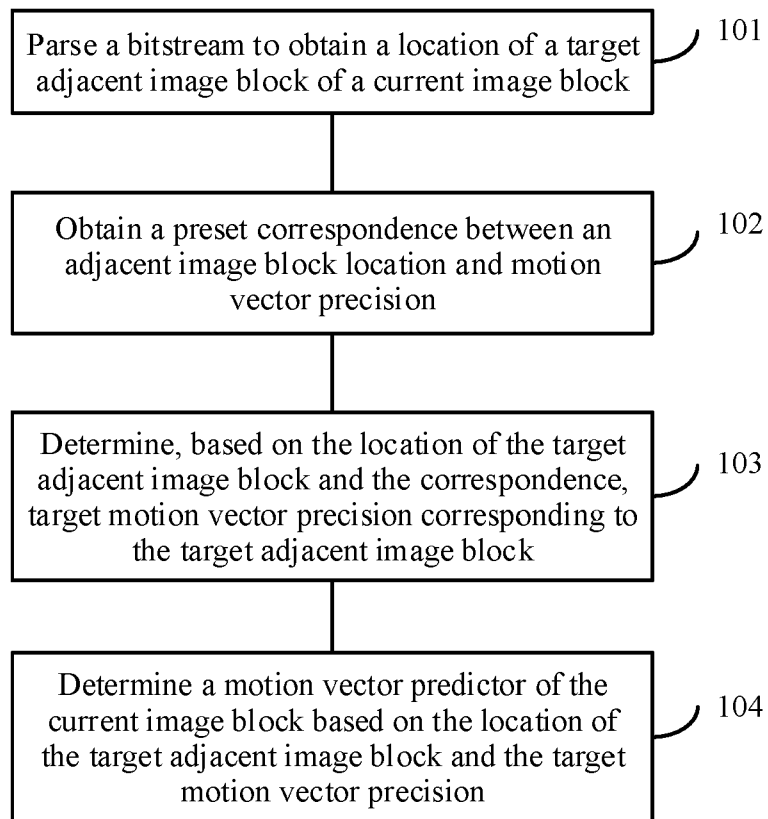 Parse a bitstream to obtain a location of a target
adjacent image block of a current image block
101
Obtain a preset correspondence between an
adjacent image block location and motion
vector precision
102
Determine, based on the location of the target
adjacent image block and the correspondence,
target motion vector precision corresponding to
the target adjacent image block
103
Determine a motion vector predictor of the
current image block based on the location of
the target adjacent image block and the target
motion vector precision
104